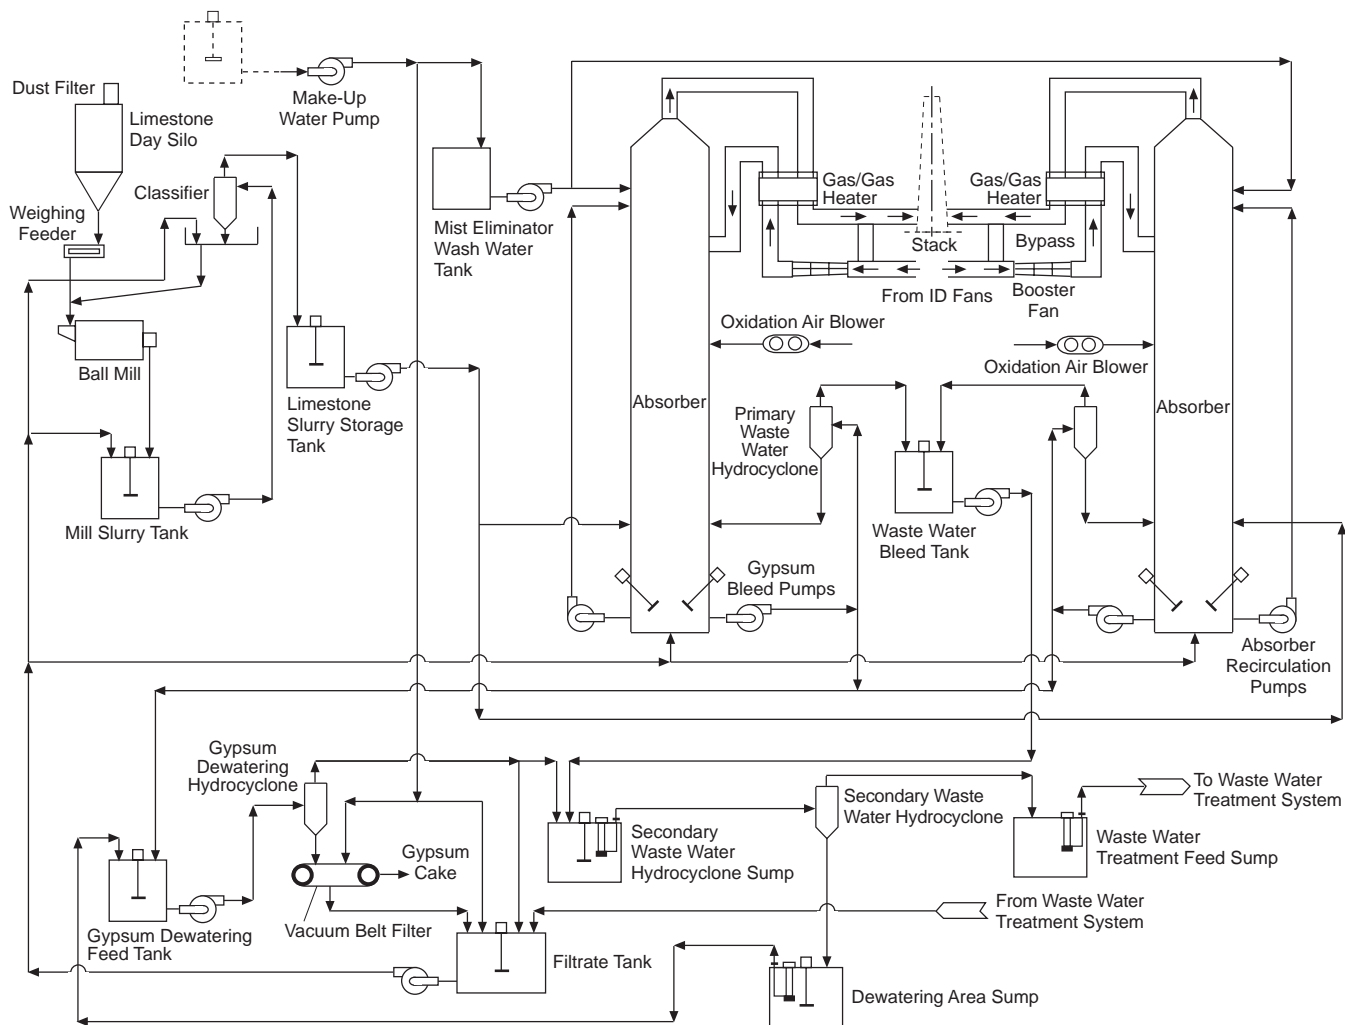 Dust Filter
Limestone
Day Silo
Make-Up
Water Pump
Classifier
Weighing
Feeder
Mist Eliminator
Wash Water
Tank
Gas/Gas
Heater
Gas/Gas
Heater
Stack
Bypass
From ID Fans
Booster
Fan
Oxidation Air Blower
Oxidation Air Blower
Ball Mill
Limestone
Slurry Storage
Tank
Absorber
Primary
Waste
Water
Hydrocyclone
Absorber
Mill Slurry Tank
Waste Water
Bleed Tank
Gypsum
Bleed Pumps
Absorber
Recirculation
Pumps
Gypsum
Dewatering
Hydrocyclone
Secondary Waste
Water Hydrocyclone
To Waste Water
Treatment System
Secondary
Waste Water
Hydrocyclone Sump
Waste Water
Treatment Feed Sump
Gypsum
Cake
From Waste Water
Treatment System
Gypsum Dewatering
Feed Tank
Vacuum Belt Filter
Filtrate Tank
Dewatering Area Sump